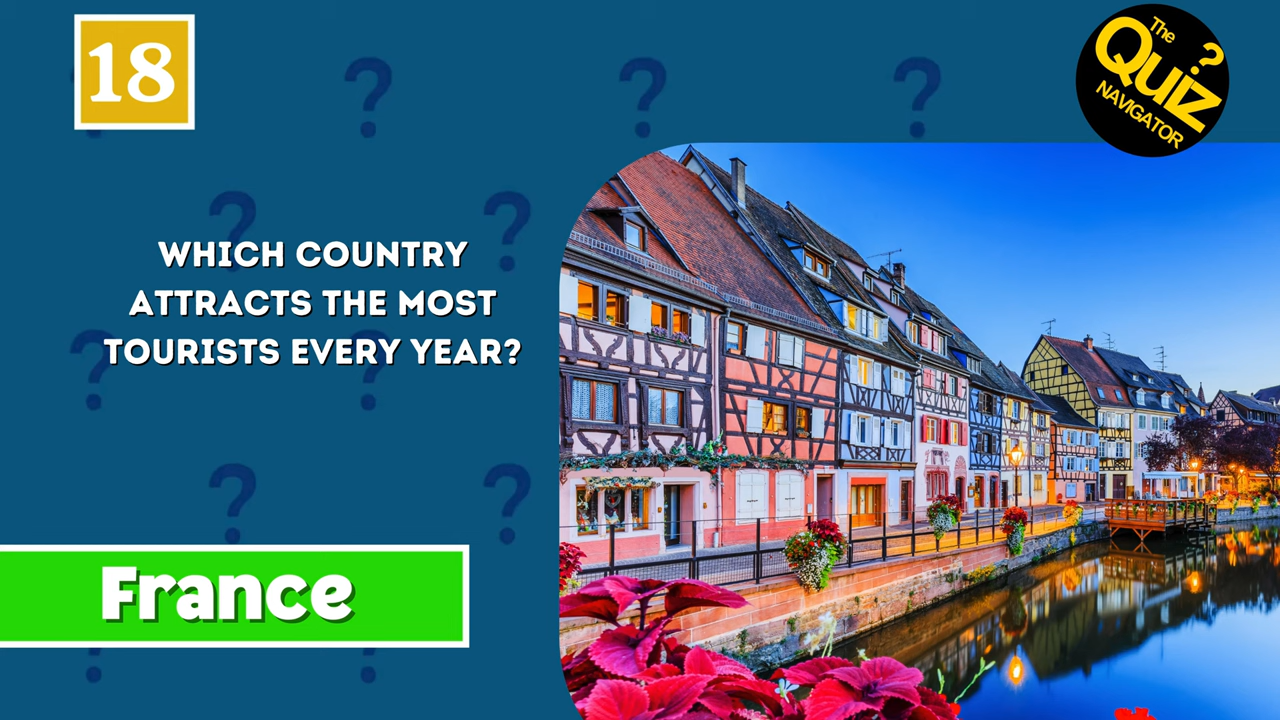 18
The
Quiz
NAVIGATOR
?
WHICH COUNTRY
ATTRACTS THE MOST
TOURISTS EVERY YEAR?
France